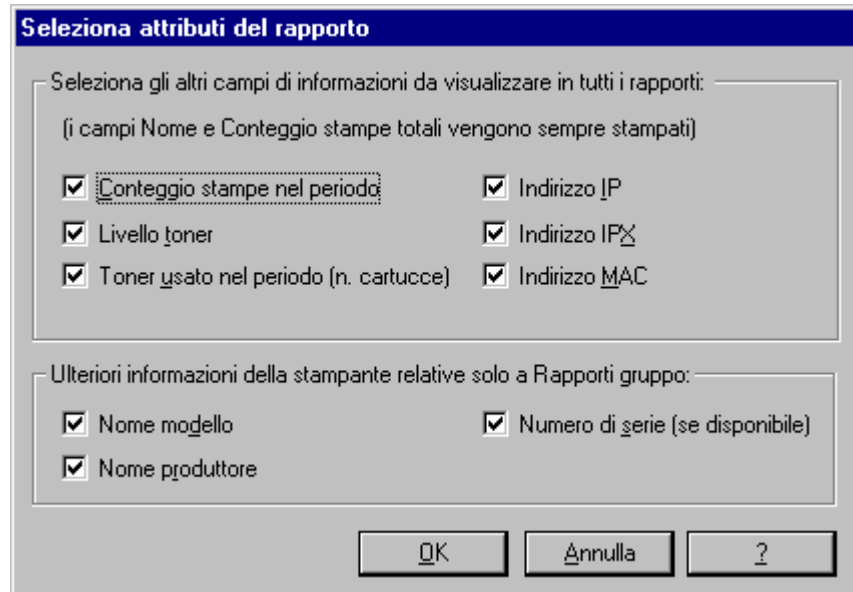 Seleziona attributi del rapporto
Seleziona gli altri campi di informazioni da visualizzare in tutti i rapporti:
(i campi Nome e Conteggio stampe totali vengono sempre stampati)
Conteggio stampe nel periodo
Indirizzo IP
Livello toner
Indirizzo IPX
Toner usato nel periodo (n. cartucce)
Indirizzo MAC
Ulteriori informazioni della stampante relative solo a Rapporti gruppo:
Nome modello
Numero di serie (se disponibile)
Nome produttore
OK
Annulla
?